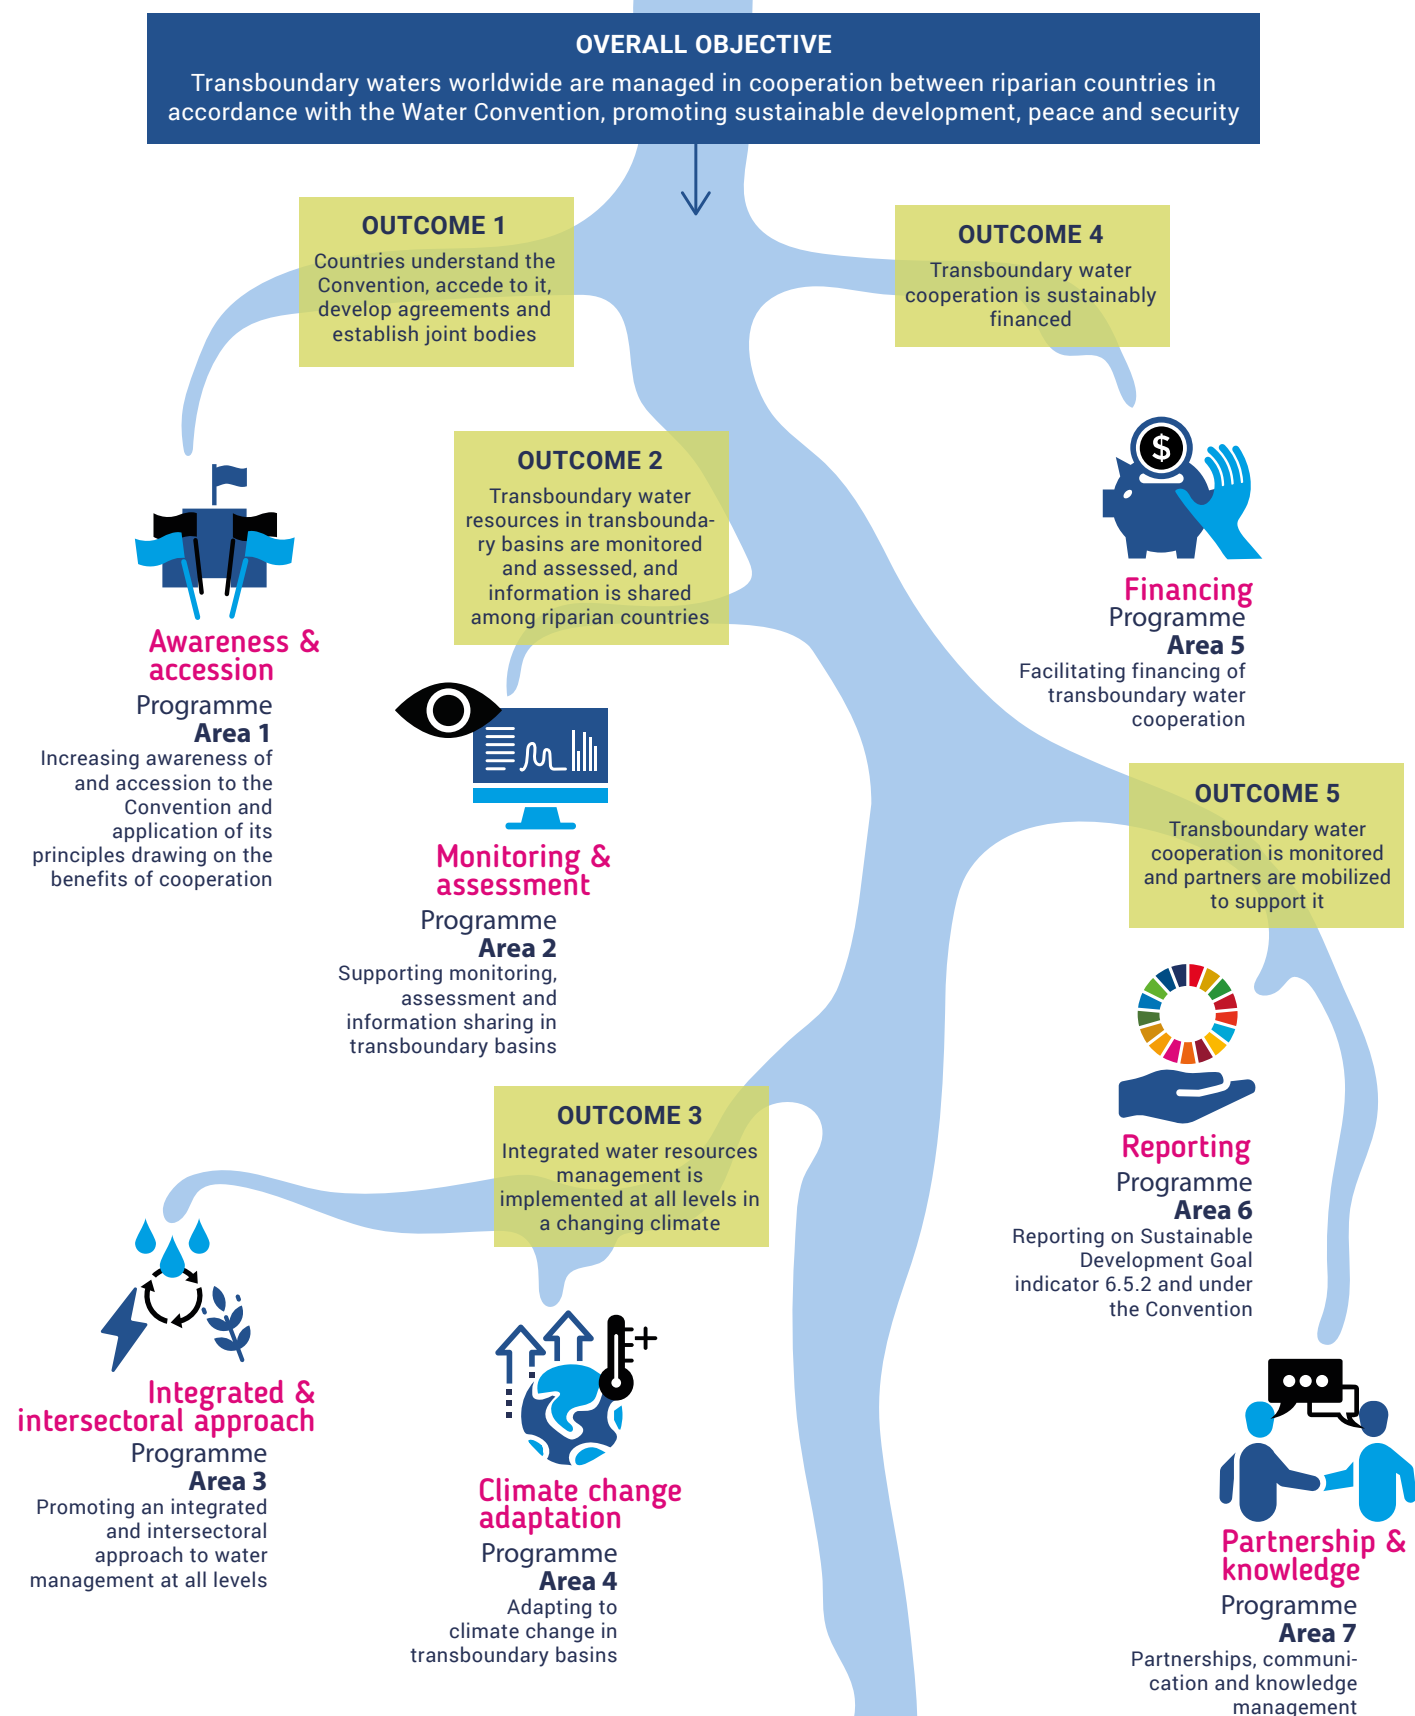 OVERALL OBJECTIVE
Transboundary waters worldwide are managed in cooperation between riparian countries in
accordance with the Water Convention, promoting sustainable development, peace and security
OUTCOME 1
Countries understand the
Convention, accede to it,
develop agreements and
establish joint bodies
Awareness &
accession
Programme
Area 1
Increasing awareness of
and accession to the
Convention and
application of its
principles drawing on the
benefits of cooperation
OUTCOME 2
Transboundary water
resources in transbounda-
ry basins are monitored
and assessed, and
information is shared
among riparian countries
Monitoring &
assessment
Programme
Area 2
Supporting monitoring,
assessment and
information sharing in
transboundary basins
OUTCOME 3
Integrated water resources
management is
implemented at all levels in
a changing climate
Integrated &
intersectoral approach
Programme
Area 3
Promoting an integrated
and intersectoral
approach to water
management at all levels
Climate change
adaptation
Programme
Area 4
Adapting to
climate change in
transboundary basins
OUTCOME 4
Transboundary water
cooperation is sustainably
financed
$
Financing
Programme
Area 5
Facilitating financing of
transboundary water
cooperation
OUTCOME 5
Transboundary water
cooperation is monitored
and partners are mobilized
to support it
Reporting
Programme
Area 6
Reporting on Sustainable
Development Goal
indicator 6.5.2 and under
the Convention
Partnership &
knowledge
Programme
Area 7
Partnerships, communi-
cation and knowledge
management